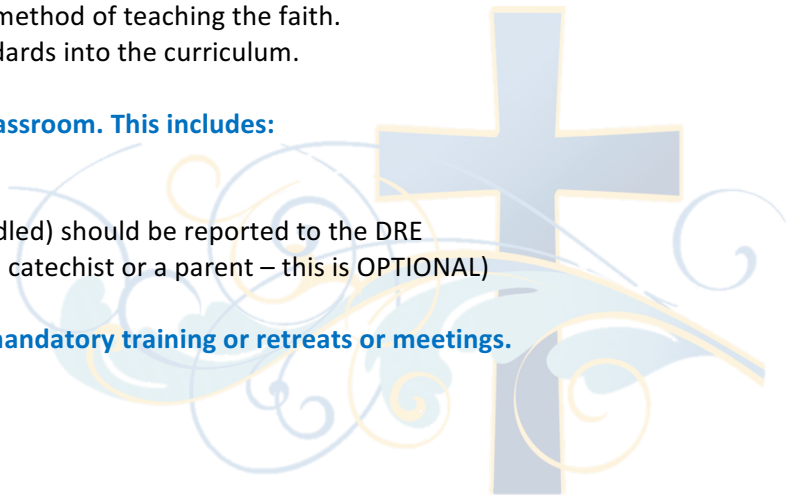 method of teaching the faith.
dards into the curriculum.
assroom. This includes:
dled) should be reported to the DRE
catechist or a parent – this is OPTIONAL)
mandatory training or retreats or meetings.